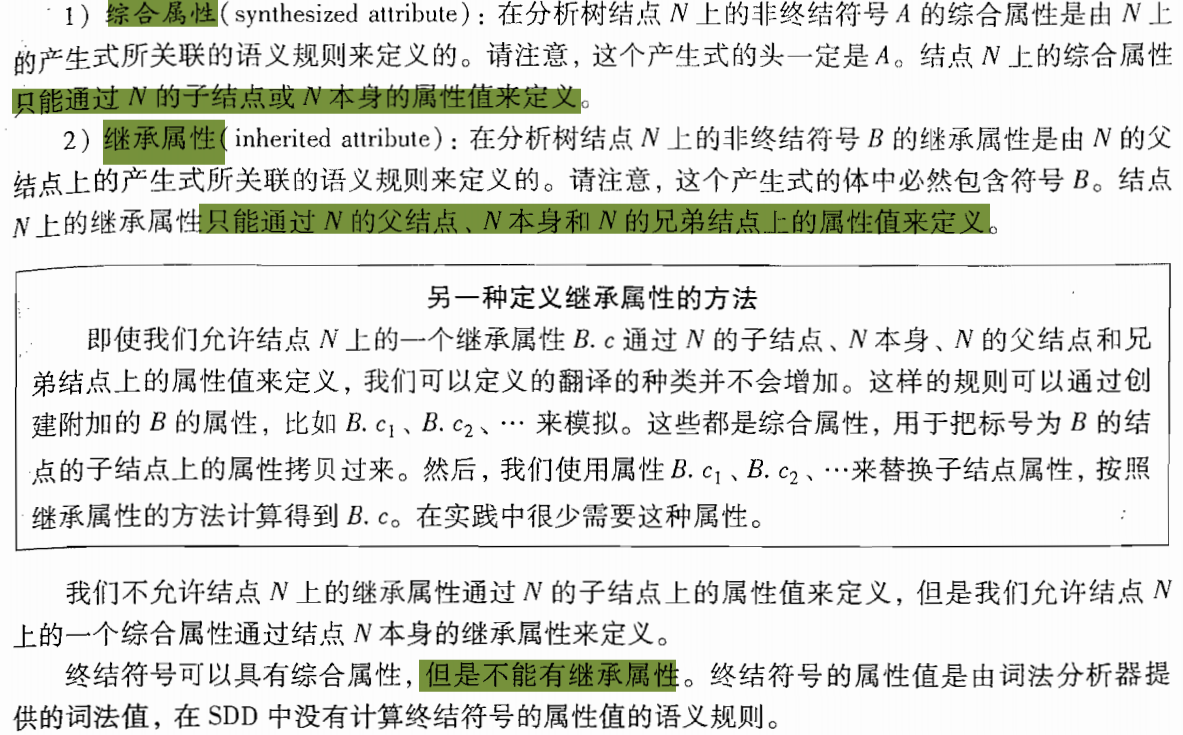 1) 综合属性(synthesized attribute)：在分析树结点 N 上的非终结符号 A 的综合属性是由 N 上
的产生式所关联的语义规则来定义的。请注意，这个产生式的头一定是 A。结点 N 上的综合属性
只能通过 N 的子结点或 N 本身的属性值来定义。
2) 继承属性(inherited attribute)：在分析树结点 N 上的非终结符号 B 的继承属性是由 N 的父
结点上的产生式所关联的语义规则来定义的。请注意，这个产生式的体中必然包含符号 B。结点
N 上的继承属性只能通过 N 的父结点、N 本身和 N 的兄弟结点上的属性值来定义。
另一种定义继承属性的方法
即使我们允许结点 N 上的一个继承属性 B. c 通过 N 的子结点、N 本身、N 的父结点和兄
弟结点上的属性值来定义，我们可以定义的翻译的种类并不会增加。这样的规则可以通过创
建附加的 B 的属性，比如 B. c₁、B. c₂、… 来模拟。这些都是综合属性，用于把标号为 B 的结
点的子结点上的属性拷贝过来。然后，我们使用属性 B. c₁、B. c₂、…来替换子结点属性，按照
继承属性的方法计算得到 B. c。在实践中很少需要这种属性。
我们不允许结点 N 上的继承属性通过 N 的子结点上的属性值来定义，但是我们允许结点 N
上的一个综合属性通过结点 N 本身的继承属性来定义。
终结符号可以具有综合属性，但是不能有继承属性。终结符号的属性值是由词法分析器提
供的词法值，在 SDD 中没有计算终结符号的属性值的语义规则。